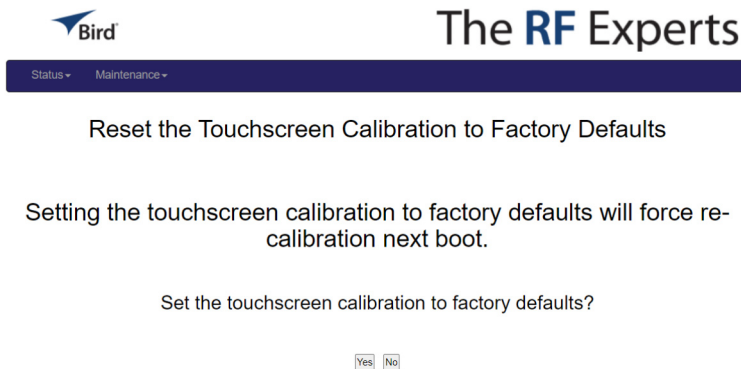 Bird®
The RF Experts
Status Maintenance
Reset the Touchscreen Calibration to Factory Defaults
Setting the touchscreen calibration to factory defaults will force re-
calibration next boot.
Set the touchscreen calibration to factory defaults?
Yes No